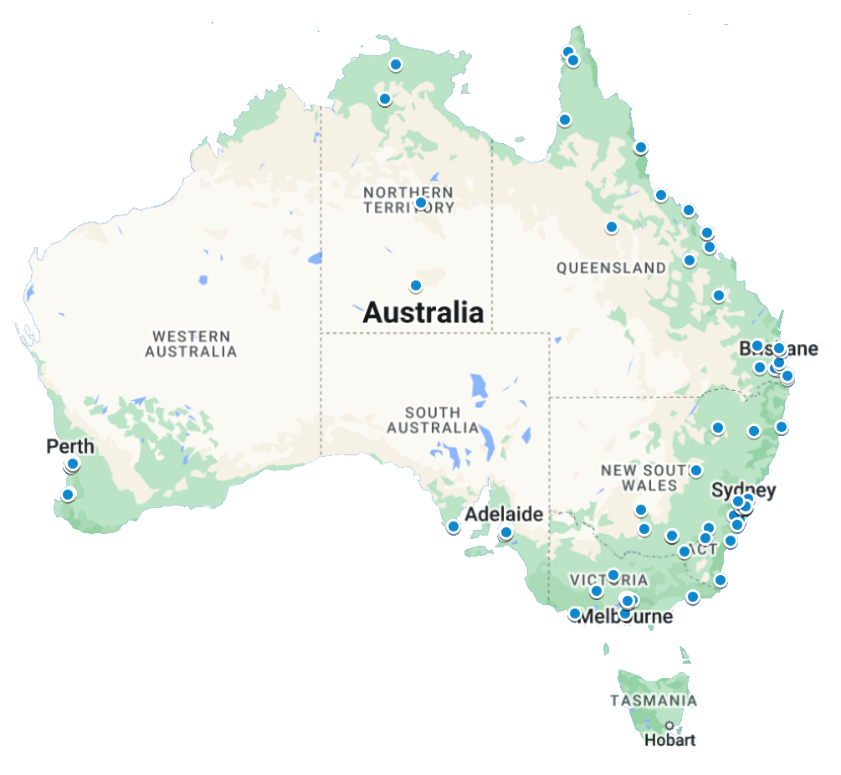 NORTHERN
TERRITORY
QUEENSLAND
Australia
WESTERN
AUSTRALIA
Brisbane
SOUTH
AUSTRALIA
Perth
NEW SOUTH
WALES
Sydney
Adelaide
ACT
VICTORIA
Melbourne
TASMANIA
Hobart